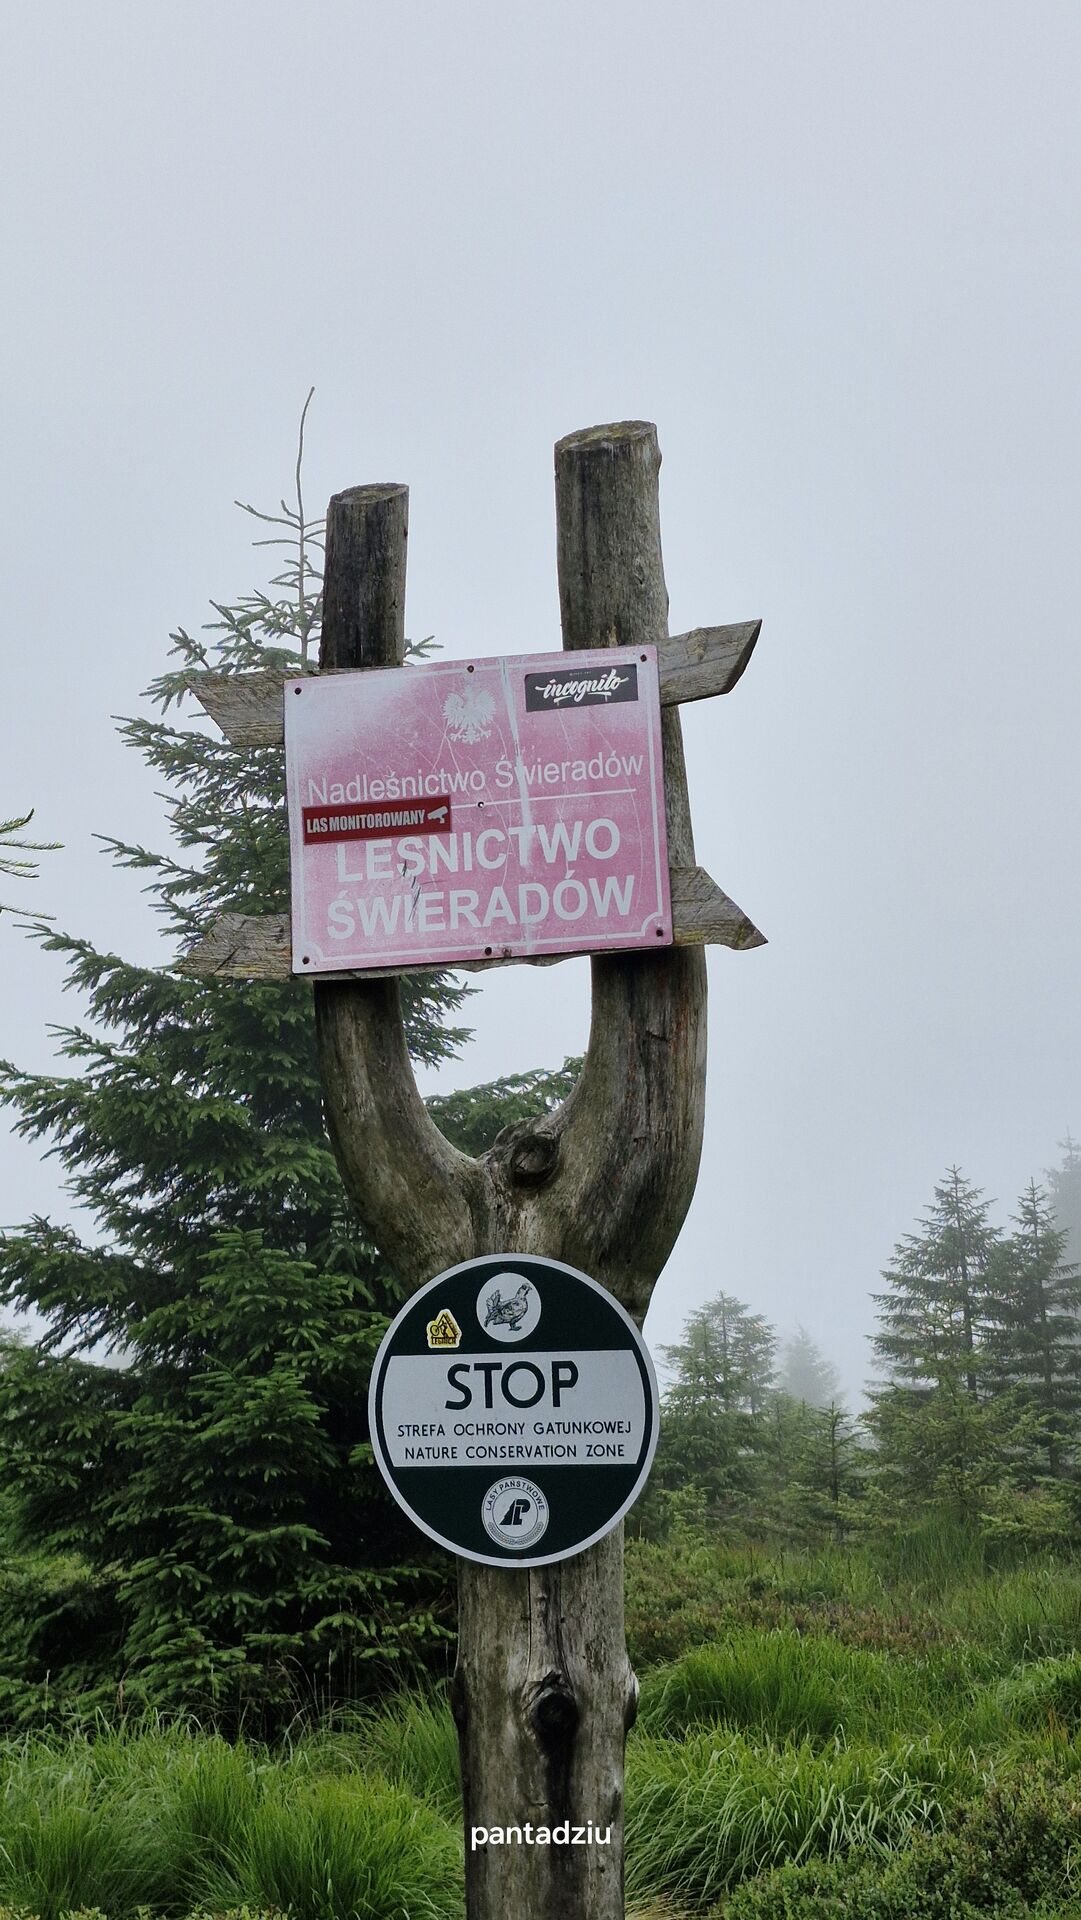 incognito
Nadleśnictwo Świeradów
LAS MONITOROWANY
LEŚNICTWO
ŚWIERADÓW
STOP
STREFA OCHRONY GATUNKOWEJ
NATURE CONSERVATION ZONE
LASY PAŃSTWOWE
pantadziu